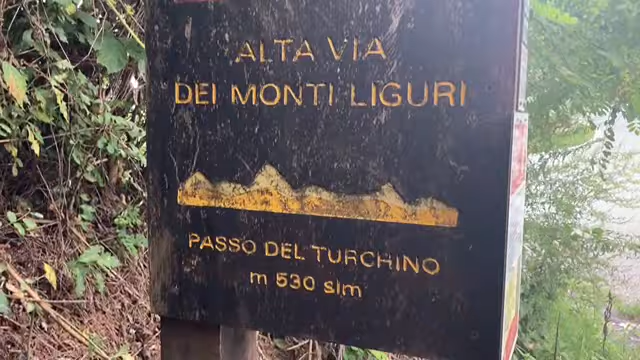 ALTA VIA
DEI MONTI LIGURI
PASSO DEL TURCHINO
m 530 slm